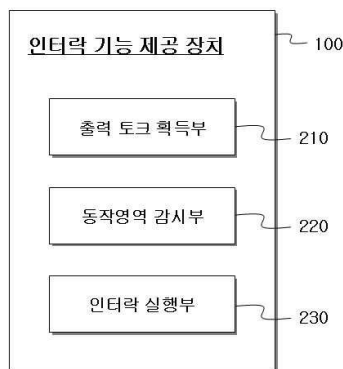 인터락 기능 제공 장치
100
출력 토크 획득부
210
동작영역 감시부
220
인터락 실행부
230